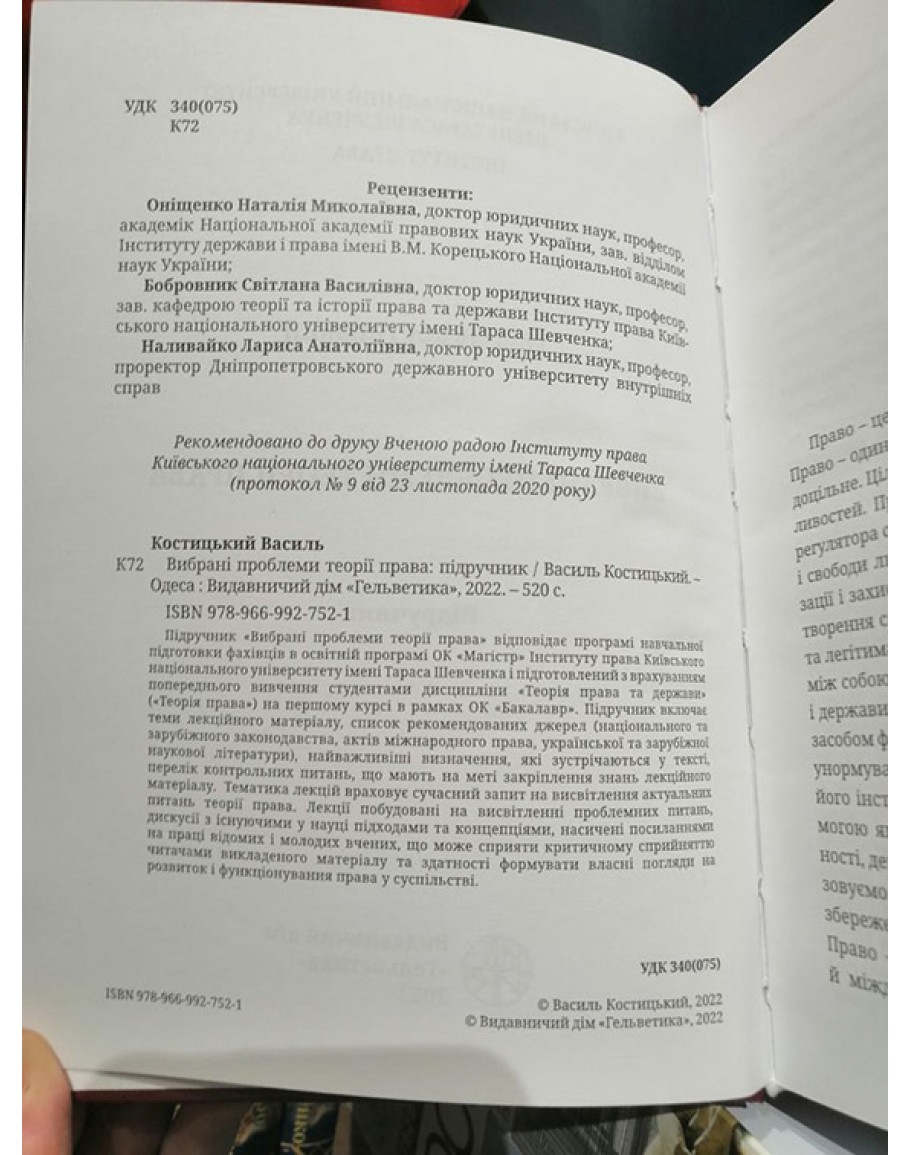 УДК 340(075)
К72
Рецензенти:
Оніщенко Наталія Миколаївна, доктор юридичних наук, професор,
академік Національної академії правових наук України, зав. відділом
Інституту держави і права імені В.М. Корецького Національної академії
наук України;
Бобровник Світлана Василівна, доктор юридичних наук, професор,
зав. кафедрою теорії та історії права та держави Інституту права Київ-
ського національного університету імені Тараса Шевченка;
Наливайко Лариса Анатоліївна, доктор юридичних наук, професор,
проректор Дніпропетровського державного університету внутрішніх
справ
Рекомендовано до друку Вченою радою Інституту права
Київського національного університету імені Тараса Шевченка
(протокол № 9 від 23 листопада 2020 року)
Костицький Василь
К72 Вибрані проблеми теорії права: підручник / Василь Костицький. –
Одеса : Видавничий дім «Гельветика», 2022. – 520 с.
ISBN 978-966-992-752-1
Підручник «Вибрані проблеми теорії права» відповідає програмі навчальної
підготовки фахівців в освітній програмі ОК «Магістр» Інституту права Київського
національного університету імені Тараса Шевченка і підготовлений з врахуванням
попереднього вивчення студентами дисципліни «Теорія права та держави»
(«Теорія права») на першому курсі в рамках ОК «Бакалавр». Підручник включає
теми лекційного матеріалу, список рекомендованих джерел (національного та
зарубіжного законодавства, актів міжнародного права, української та зарубіжної
наукової літератури), найважливіші визначення, які зустрічаються у тексті,
перелік контрольних питань, що мають на меті закріплення знань лекційного
матеріалу. Тематика лекцій враховує сучасний запит на висвітлення актуальних
питань теорії права. Лекції побудовані на висвітленні проблемних питань,
дискусії з існуючими у науці підходами та концепціями, насичені посиланнями
на праці відомих і молодих вчених, що може сприяти критичному сприйняттю
читачами викладеного матеріалу та здатності формувати власні погляди на
розвиток і функціонування права у суспільстві.
УДК 340(075)
ISBN 978-966-992-752-1
© Василь Костицький, 2022
© Видавничий дім «Гельветика», 2022
Право – це
Право – один
доцільне. Ціл
ливостей. П
регулятора с
і свободи л
зації і захи
творення с
та легітим
між собою
і держави
засобом ф
унормува
його інст
могою як
ності, де
зовуємо
збереже
Право –
й між